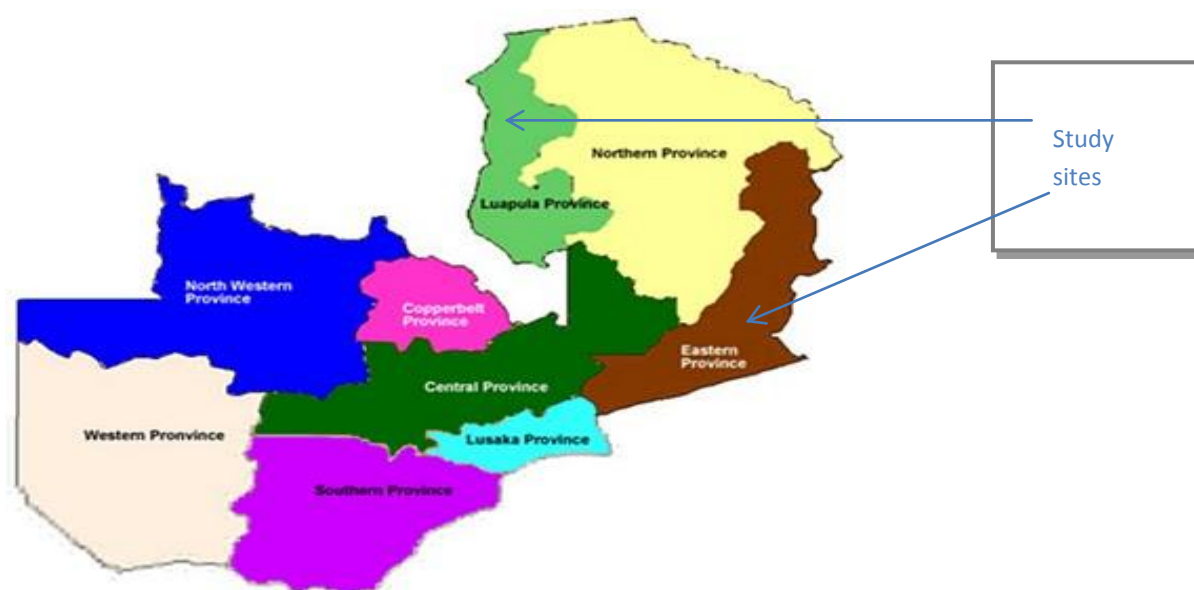 Study
sites
Northern Province
Luapula Province
North Western
Province
Copperbelt
Province
Eastern
Province
Central Province
Western Pronvince
Lusaka Province
Southern Province